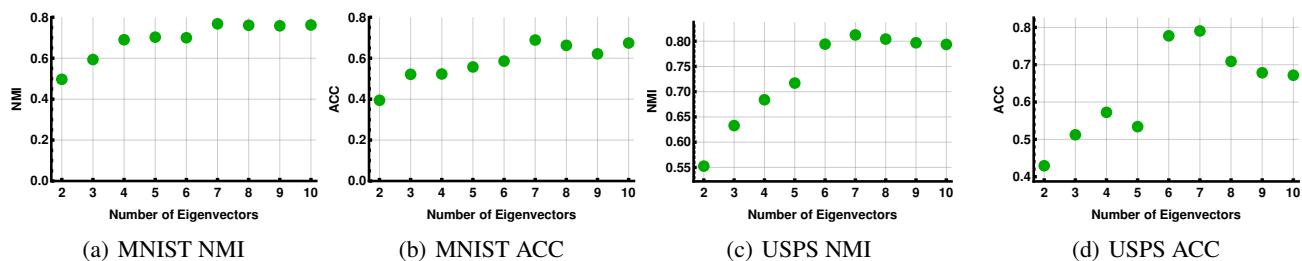 0.8
0.6
0.4
0.2
0.0
NMI
2 3 4 5 6 7 8 9 10
Number of Eigenvectors
(a) MNIST NMI
0.8
0.6
0.4
0.2
0.0
ACC
2 3 4 5 6 7 8 9 10
Number of Eigenvectors
(b) MNIST ACC
0.80
0.75
0.70
0.65
0.60
0.55
NMI
2 3 4 5 6 7 8 9 10
Number of Eigenvectors
(c) USPS NMI
0.8
0.7
0.6
0.5
0.4
ACC
2 3 4 5 6 7 8 9 10
Number of Eigenvectors
(d) USPS ACC